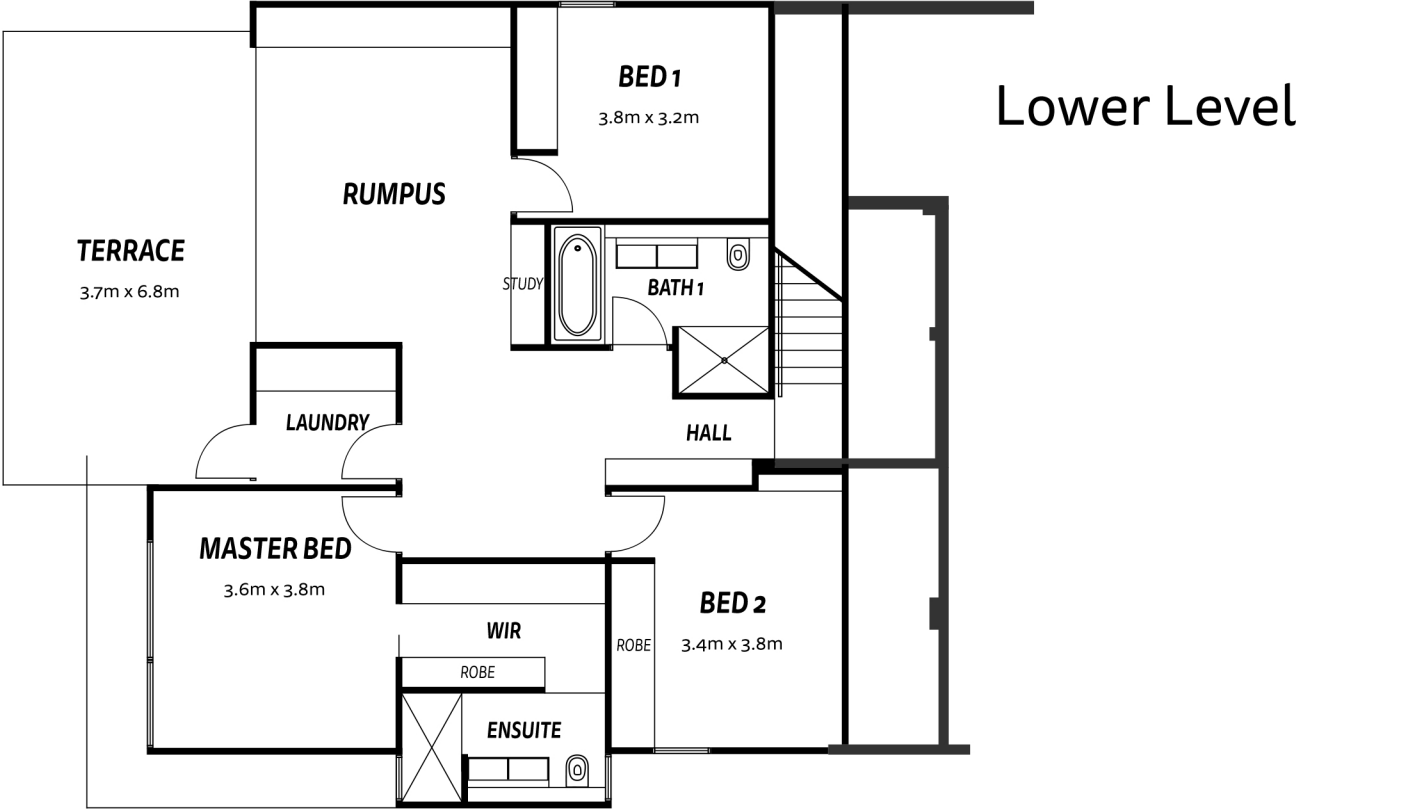 Lower Level
BED 1
3.8m x 3.2m
RUMPUS
TERRACE
3.7m x 6.8m
STUDY
BATH 1
LAUNDRY
HALL
MASTER BED
3.6m x 3.8m
BED 2
3.4m x 3.8m
WIR
ROBE
ROBE
ENSUITE